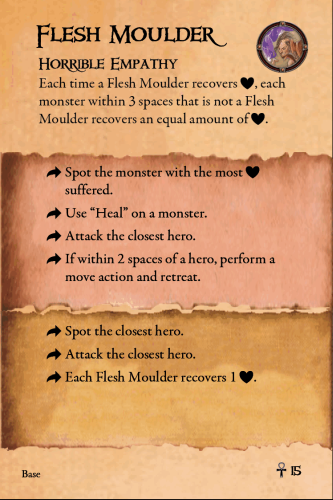 Flesh Moulder
Horrible Empathy
Each time a Flesh Moulder recovers ♥, each
monster within 3 spaces that is not a Flesh
Moulder recovers an equal amount of ♥.
Spot the monster with the most ♥
suffered.
Use “Heal” on a monster.
Attack the closest hero.
If within 2 spaces of a hero, perform a
move action and retreat.
Spot the closest hero.
Attack the closest hero.
Each Flesh Moulder recovers 1 ♥.
Base
☥ 15